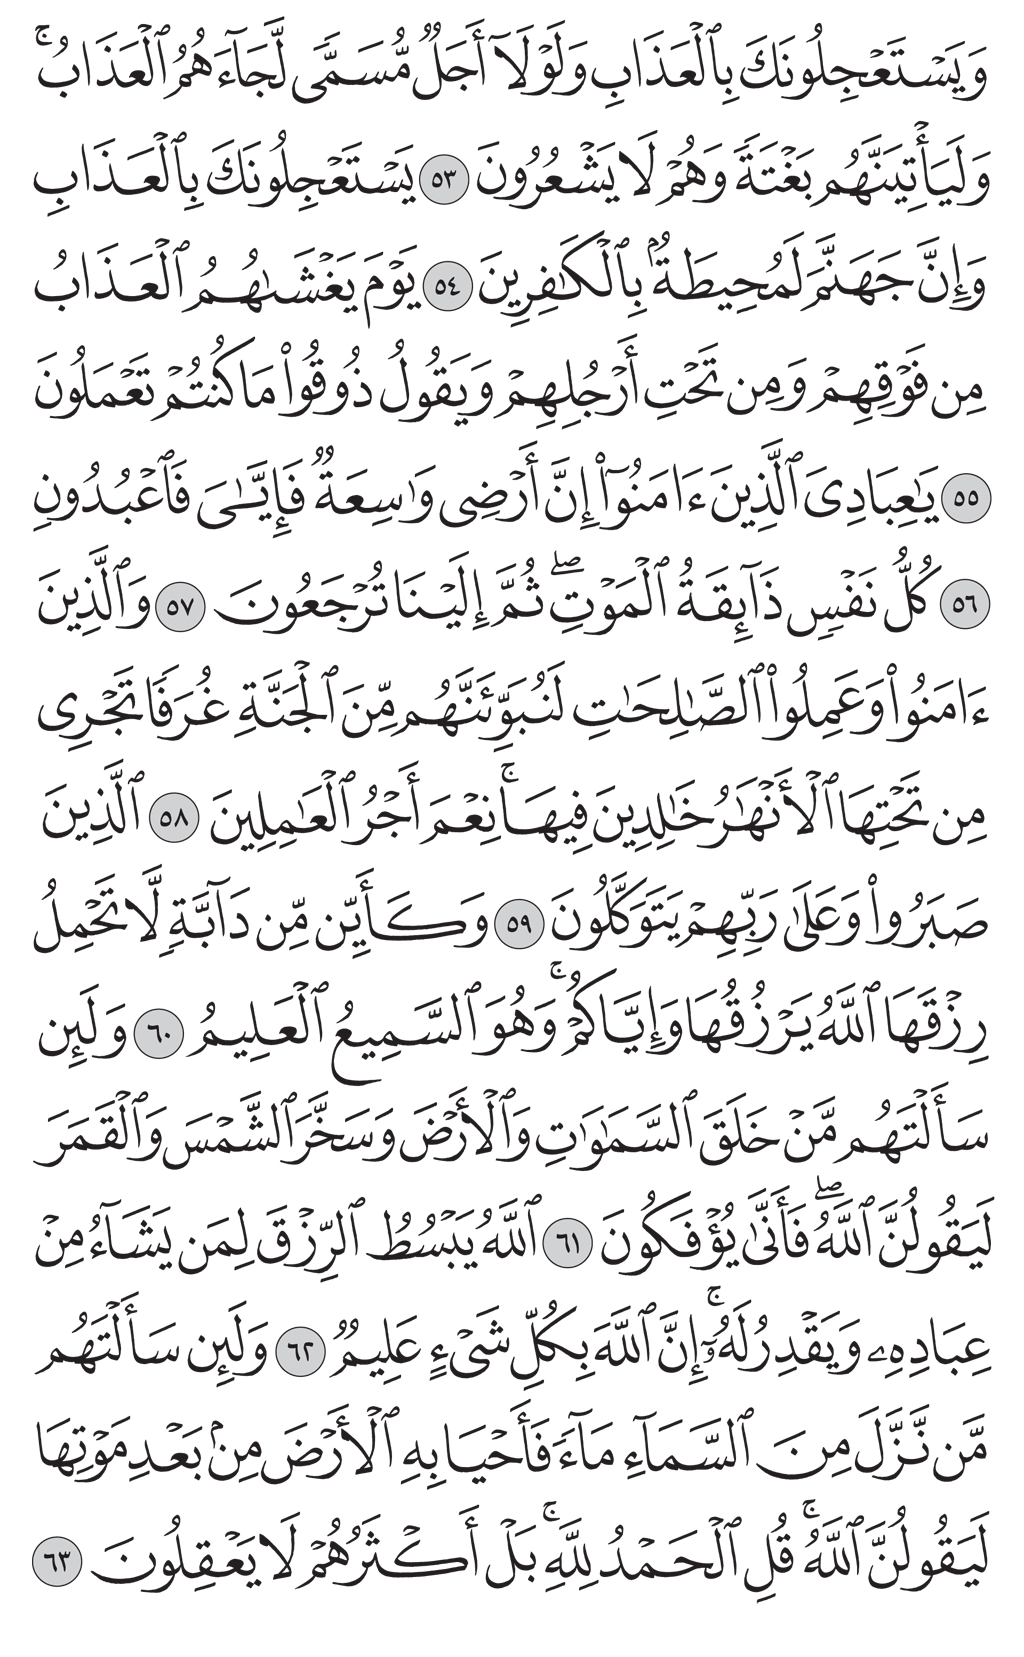 وَيَسْتَعْجِلُونَكَ بِٱلْعَذَابِ وَلَوْلَآ أَجَلٌ مُّسَمًّى لَّجَآءَهُمُ ٱلْعَذَابُ ۚ
وَلَيَأْتِيَنَّهُم بَغْتَةً وَهُمْ لَا يَشْعُرُونَ ٥٣ يَسْتَعْجِلُونَكَ بِٱلْعَذَابِ
وَإِنَّ جَهَنَّمَ لَمُحِيطَةٌۢ بِٱلْكَٰفِرِينَ ٥٤ يَوْمَ يَغْشَىٰهُمُ ٱلْعَذَابُ
مِن فَوْقِهِمْ وَمِن تَحْتِ أَرْجُلِهِمْ وَيَقُولُ ذُوقُوا۟ مَا كُنتُمْ تَعْمَلُونَ
٥٥ يَٰعِبَادِىَ ٱلَّذِينَ ءَامَنُوٓا۟ إِنَّ أَرْضِى وَٰسِعَةٌ فَإِيَّٰىَ فَٱعْبُدُونِ
٥٦ كُلُّ نَفْسٍ ذَآئِقَةُ ٱلْمَوْتِ ۖ ثُمَّ إِلَيْنَا تُرْجَعُونَ ٥٧ وَٱلَّذِينَ
ءَامَنُوا۟ وَعَمِلُوا۟ ٱلصَّٰلِحَٰتِ لَنُبَوِّئَنَّهُم مِّنَ ٱلْجَنَّةِ غُرَفًا تَجْرِى
مِن تَحْتِهَا ٱلْأَنْهَٰرُ خَٰلِدِينَ فِيهَا ۚ نِعْمَ أَجْرُ ٱلْعَٰمِلِينَ ٥٨ ٱلَّذِينَ
صَبَرُوا۟ وَعَلَىٰ رَبِّهِمْ يَتَوَكَّلُونَ ٥٩ وَكَأَيِّن مِّن دَآبَّةٍ لَّا تَحْمِلُ
رِزْقَهَا ٱللَّهُ يَرْزُقُهَا وَإِيَّاكُمْ ۚ وَهُوَ ٱلسَّمِيعُ ٱلْعَلِيمُ ٦٠ وَلَئِن
سَأَلْتَهُم مَّنْ خَلَقَ ٱلسَّمَٰوَٰتِ وَٱلْأَرْضَ وَسَخَّرَ ٱلشَّمْسَ وَٱلْقَمَرَ
لَيَقُولُنَّ ٱللَّهُ ۖ فَأَنَّىٰ يُؤْفَكُونَ ٦١ ٱللَّهُ يَبْسُطُ ٱلرِّزْقَ لِمَن يَشَآءُ مِنْ
عِبَادِهِۦ وَيَقْدِرُ لَهُۥٓ ۚ إِنَّ ٱللَّهَ بِكُلِّ شَىْءٍ عَلِيمٌ ٦٢ وَلَئِن سَأَلْتَهُم
مَّن نَّزَّلَ مِنَ ٱلسَّمَآءِ مَآءً فَأَحْيَا بِهِ ٱلْأَرْضَ مِنۢ بَعْدِ مَوْتِهَا
لَيَقُولُنَّ ٱللَّهُ ۚ قُلِ ٱلْحَمْدُ لِلَّهِ ۚ بَلْ أَكْثَرُهُمْ لَا يَعْقِلُونَ ٦٣